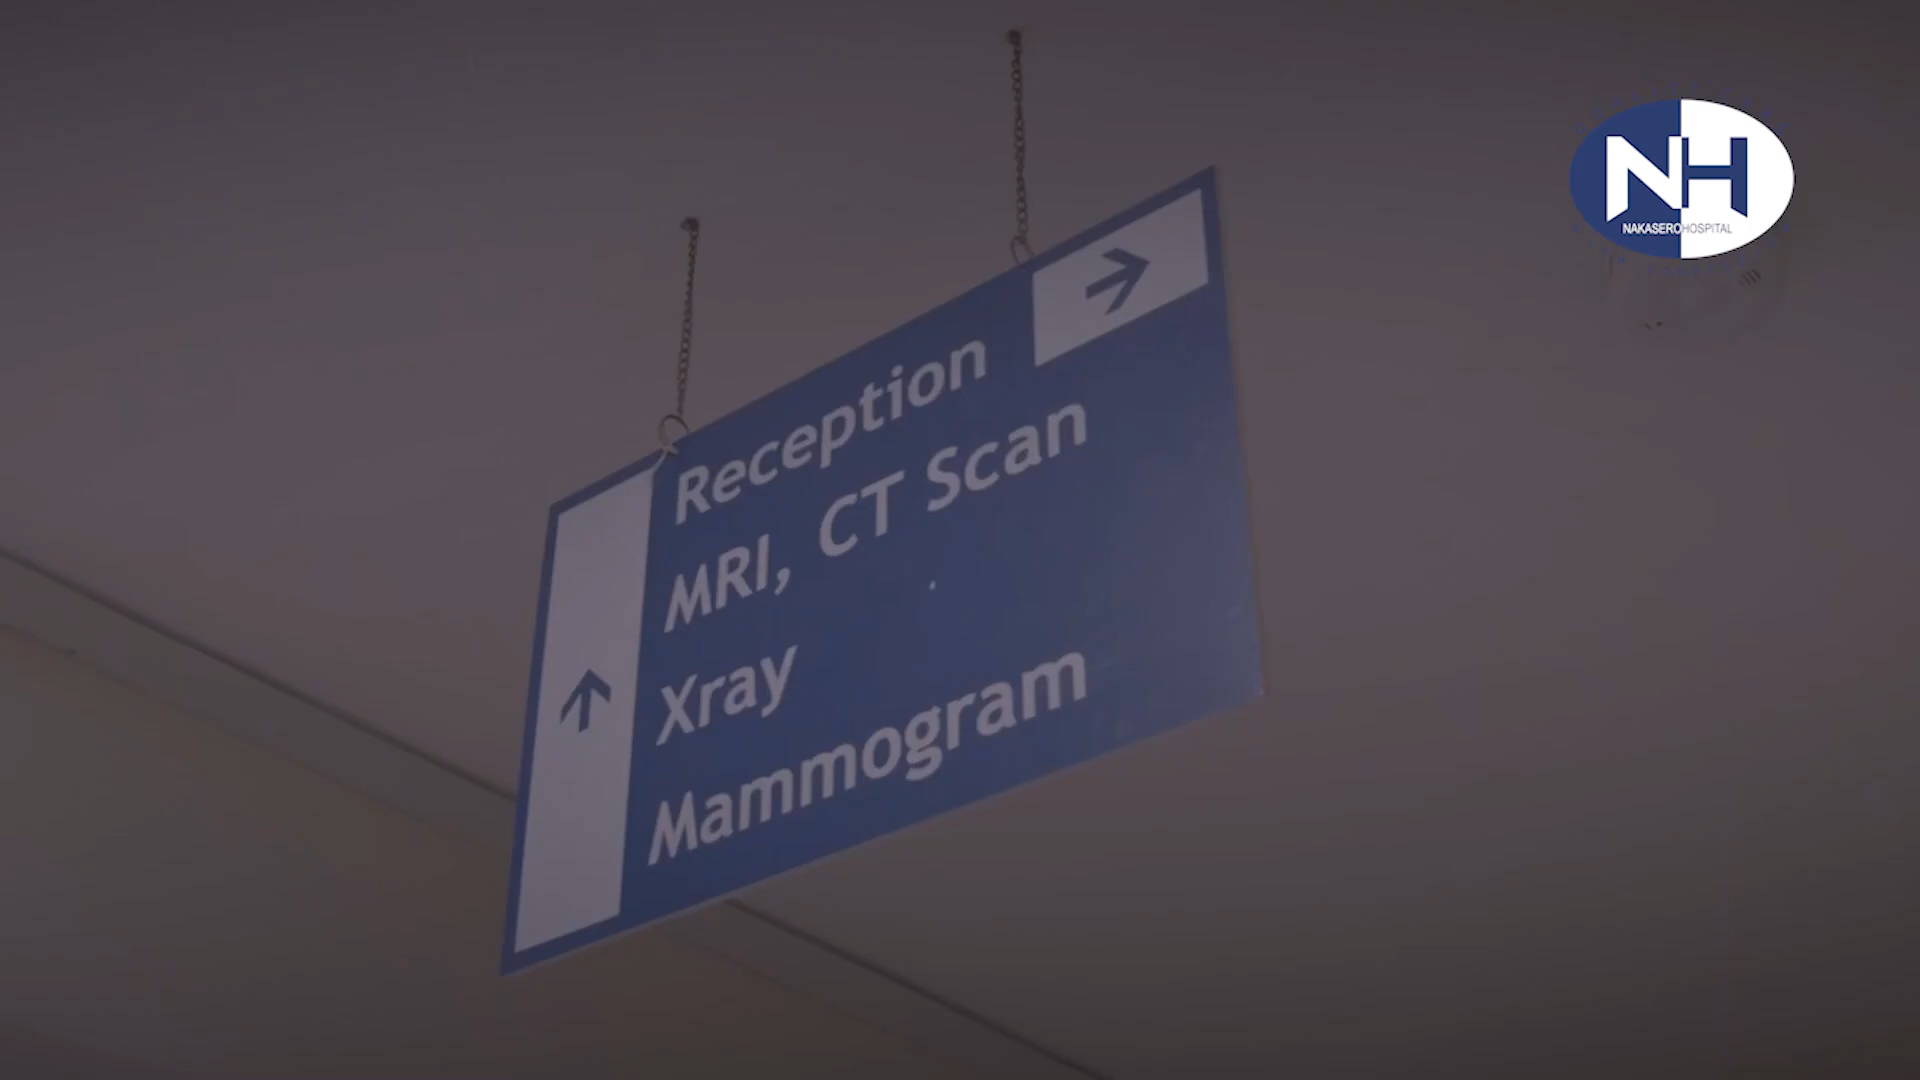 NH
NAKASERO HOSPITAL
Reception
MRI, CT Scan
Xray
Mammogram